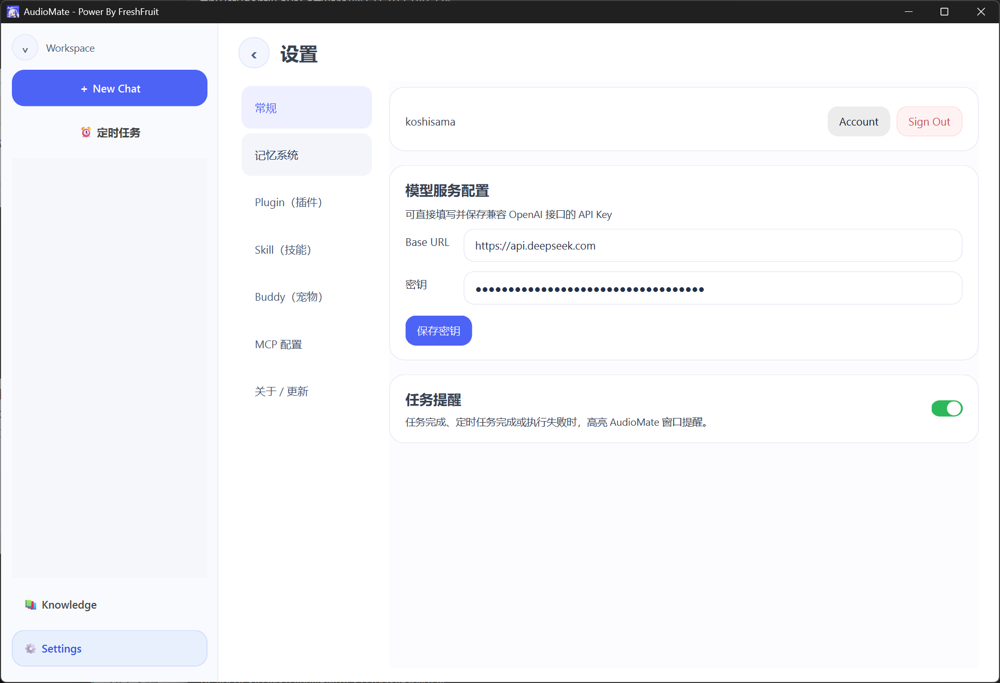 AudioMate - Power By FreshFruit
Workspace
+ New Chat
定时任务
Knowledge
Settings
设置
常规
记忆系统
Plugin（插件）
Skill（技能）
Buddy（宠物）
MCP 配置
关于 / 更新
koshisama
Account
Sign Out
模型服务配置
可直接填写并保存兼容 OpenAI 接口的 API Key
Base URL
https://api.deepseek.com
密钥
●●●●●●●●●●●●●●●●●●●●●●●●●●●●●●●●●●●
保存密钥
任务提醒
任务完成、定时任务完成或执行失败时，高亮 AudioMate 窗口提醒。